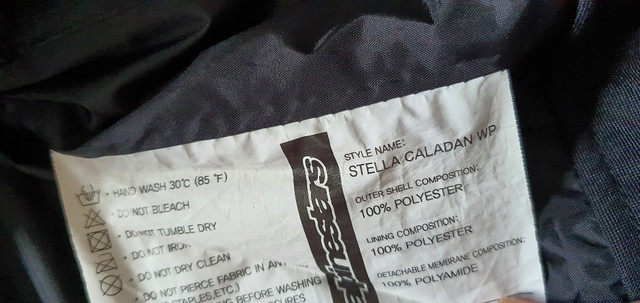 - HAND WASH 30°C (85 °F)
- DO NOT BLEACH
- DO NOT TUMBLE DRY
- DO NOT IRON
- DO NOT DRY CLEAN
- DO NOT PIERCE FABRIC IN
(STAPLES,ETC.)
BEFORE WASHING
alpinestars
STYLE NAME:
STELLA CALADAN WP
OUTER SHELL COMPOSITION:
100% POLYESTER
LINING COMPOSITION:
100% POLYESTER
DETACHABLE MEMBRANE COMPOSITION:
100% POLYAMIDE